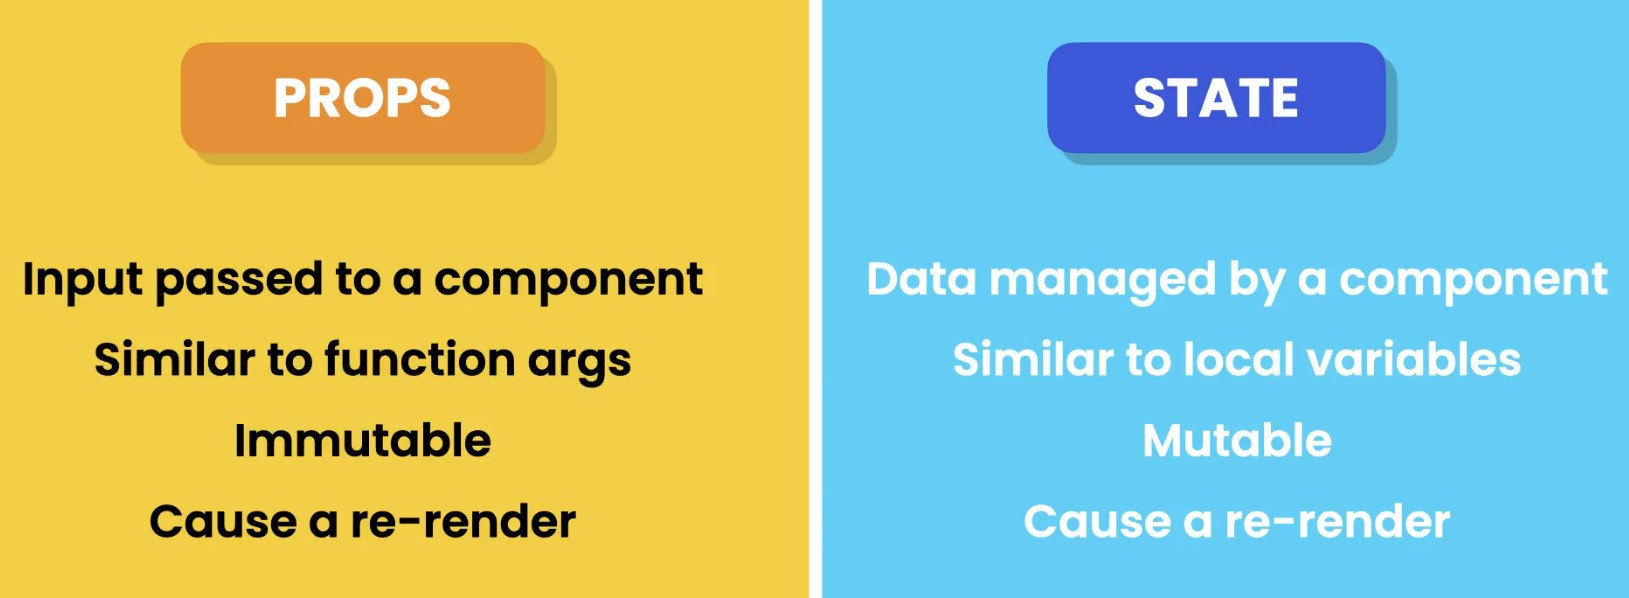 PROPS
Input passed to a component
Similar to function args
Immutable
Cause a re-render
STATE
Data managed by a component
Similar to local variables
Mutable
Cause a re-render